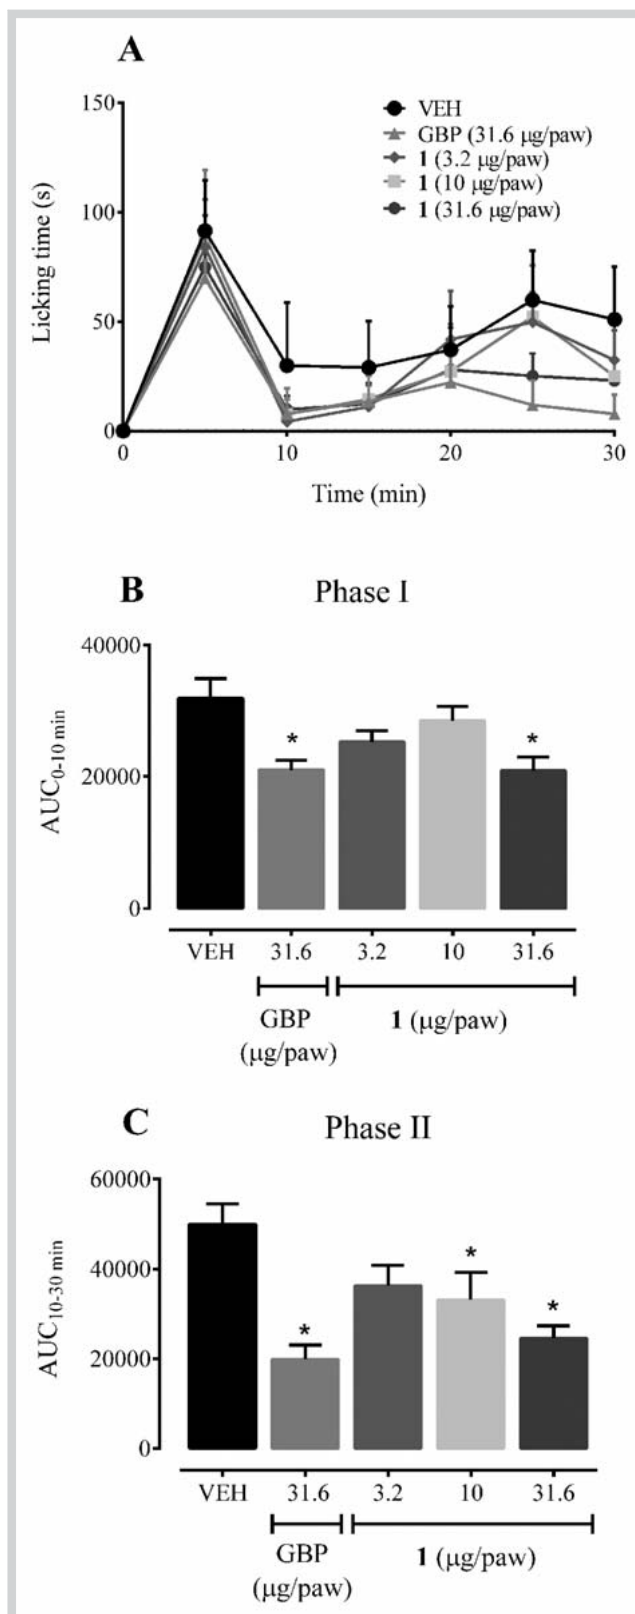 A
150
100
50
0
Licking time (s)
VEH
GBP (31.6 µg/paw)
1 (3.2 µg/paw)
1 (10 µg/paw)
1 (31.6 µg/paw)
0 10 20 30
Time (min)
B Phase I
40000
20000
0
AUC0-10 min
* *
VEH 31.6 3.2 10 31.6
GBP 1 (µg/paw)
(µg/paw)
C Phase II
60000
40000
20000
0
AUC10-30 min
* * *
VEH 31.6 3.2 10 31.6
GBP 1 (µg/paw)
(µg/paw)